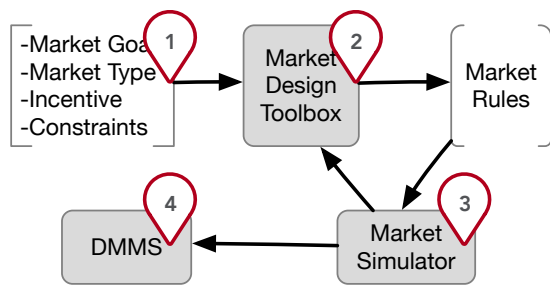 -Market Goa
-Market Type
-Incentive
-Constraints
1
Market
Design
Toolbox
2
Market
Rules
3
Market
Simulator
4
DMMS